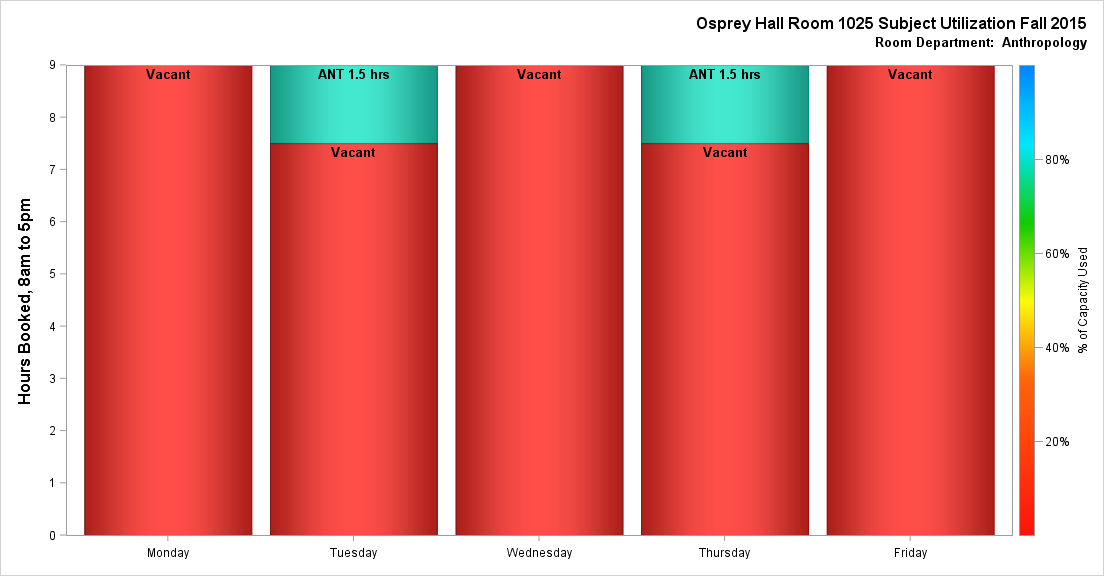 Osprey Hall Room 1025 Subject Utilization Fall 2015
Room Department:  Anthropology
Hours Booked, 8am to 5pm
9
8
7
6
5
4
3
2
1
0
Vacant
ANT 1.5 hrs
Vacant
Vacant
ANT 1.5 hrs
Vacant
Vacant
Monday
Tuesday
Wednesday
Thursday
Friday
80%
60%
40%
20%
% of Capacity Used